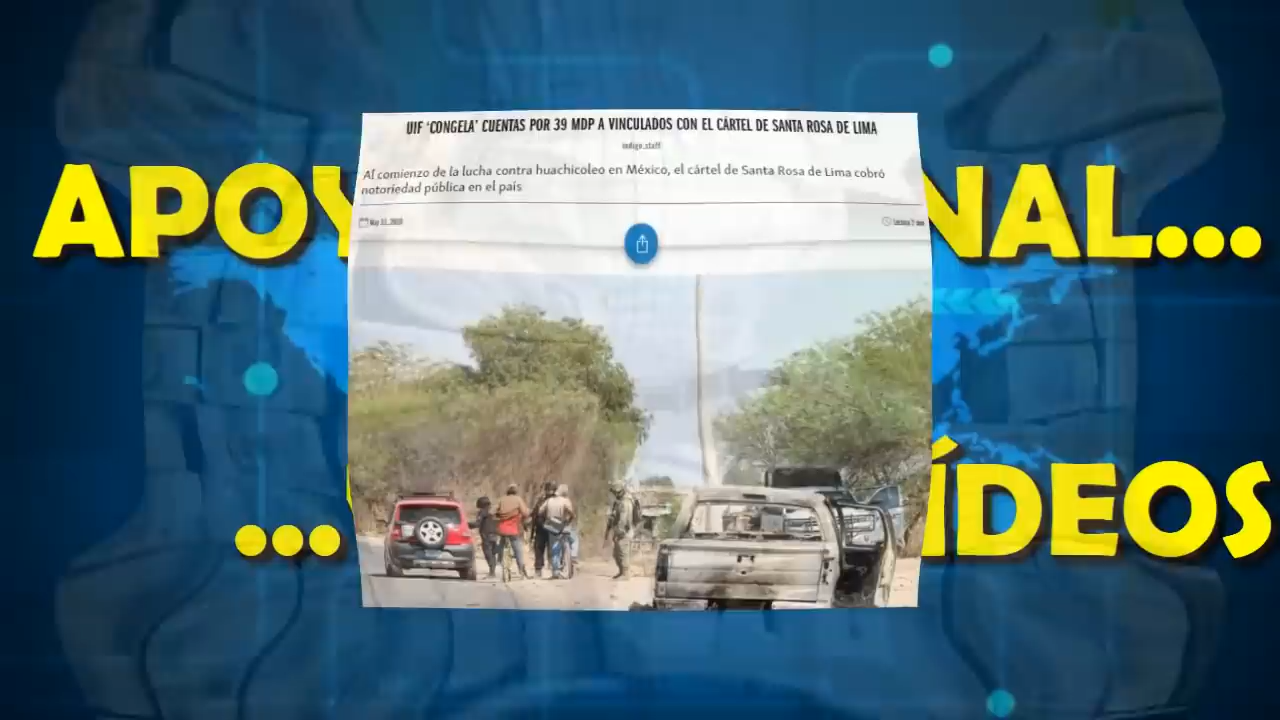 UIF ‘CONGELA’ CUENTAS POR 39 MDP A VINCULADOS CON EL CÁRTEL DE SANTA ROSA DE LIMA
indigo_staff
Al comienzo de la lucha contra huachicoleo en México, el cártel de Santa Rosa de Lima cobró
notoriedad pública en el país
APOY NAL...
... ÍDEOS